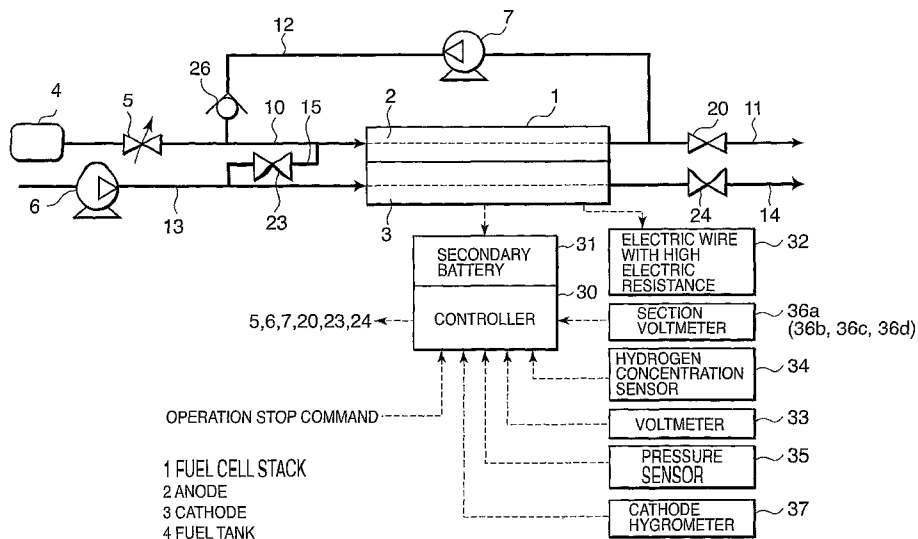 7
12
26
4
5
10
15
2
1
20
11
6
13
23
3
24
14
SECONDARY
BATTERY
31
ELECTRIC WIRE
WITH HIGH
ELECTRIC
RESISTANCE
32
30
5,6,7,20,23,24
CONTROLLER
SECTION
VOLTMETER
36a
(36b, 36c, 36d)
HYDROGEN
CONCENTRATION
SENSOR
34
OPERATION STOP COMMAND
VOLTMETER
33
PRESSURE
SENSOR
35
CATHODE
HYGROMETER
37
1 FUEL CELL STACK
2 ANODE
3 CATHODE
4 FUEL TANK